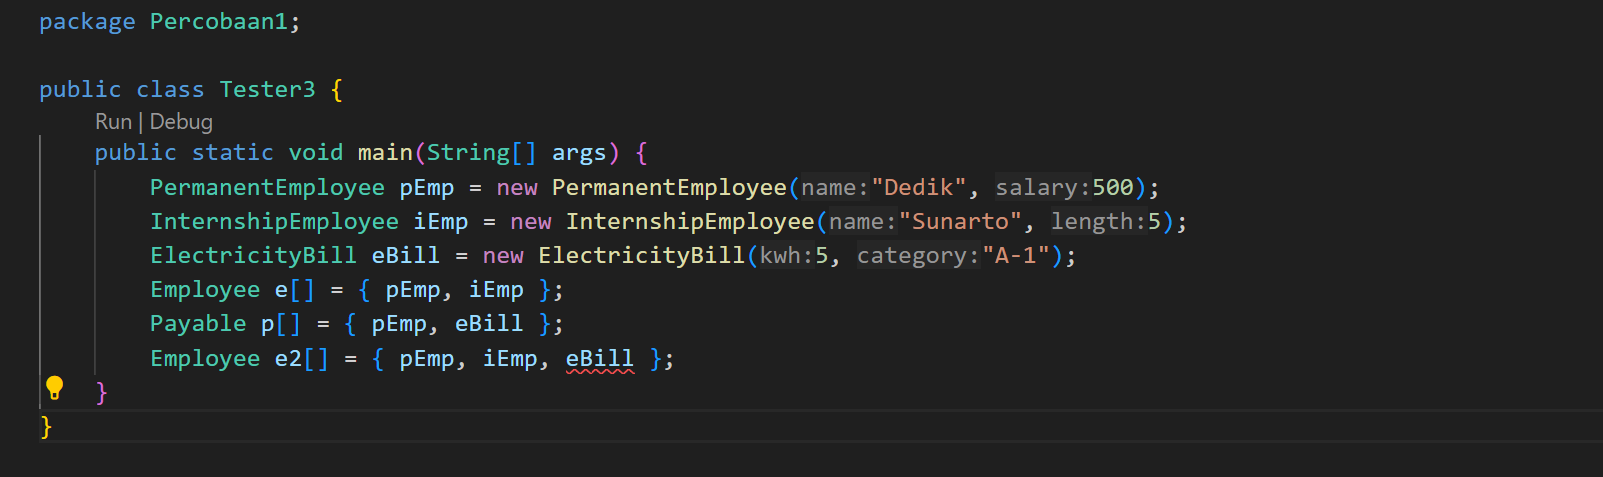 package Percobaan1;
public class Tester3 {
Run | Debug
public static void main(String[] args) {
PermanentEmployee pEmp = new PermanentEmployee(name:"Dedik", salary:500);
InternshipEmployee iEmp = new InternshipEmployee(name:"Sunarto", length:5);
ElectricityBill eBill = new ElectricityBill(kwh:5, category:"A-1");
Employee e[] = { pEmp, iEmp };
Payable p[] = { pEmp, eBill };
Employee e2[] = { pEmp, iEmp, eBill };
}
}